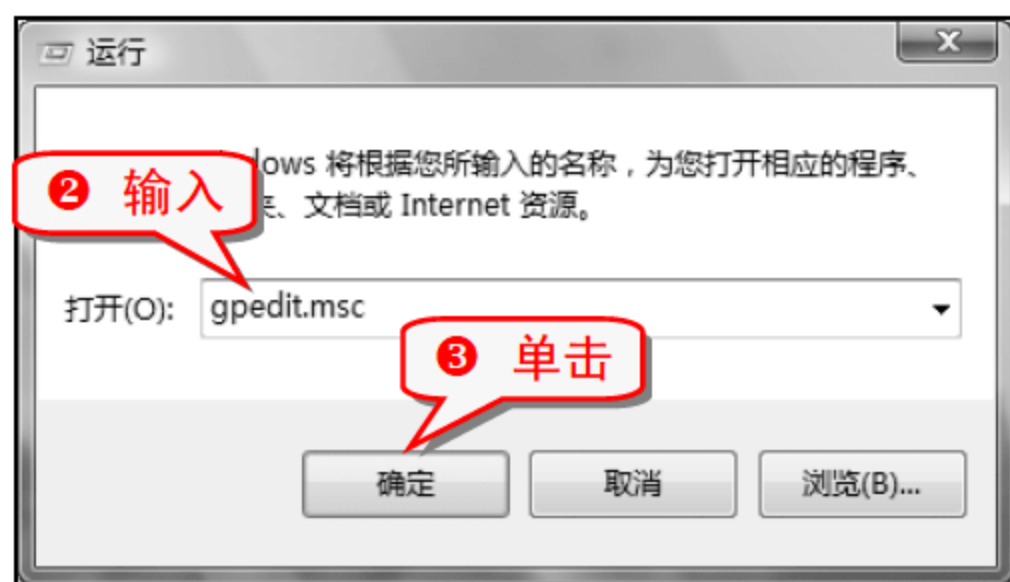 运行
dows 将根据您所输入的名称，为您打开相应的程序、
、文档或 Internet 资源。
❷ 输入
打开(O): gpedit.msc
❸ 单击
确定 取消 浏览(B)...